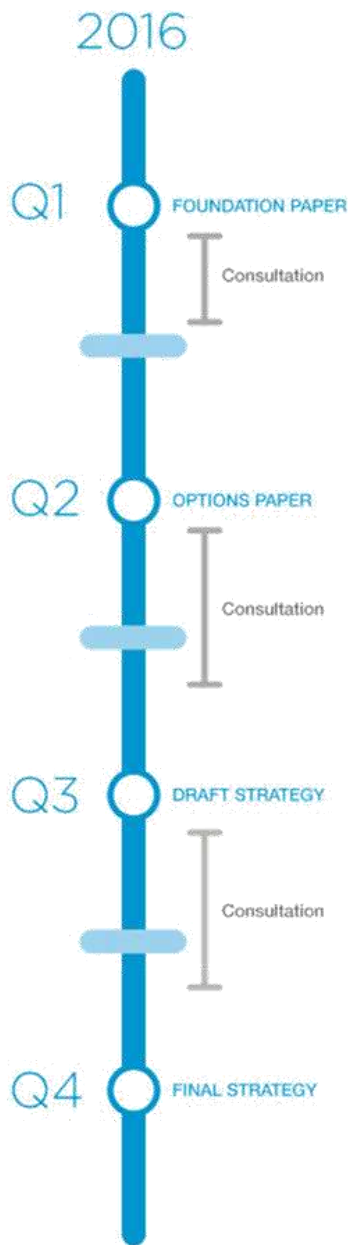 2016
Q1
FOUNDATION PAPER
Consultation
Q2
OPTIONS PAPER
Consultation
Q3
DRAFT STRATEGY
Consultation
Q4
FINAL STRATEGY